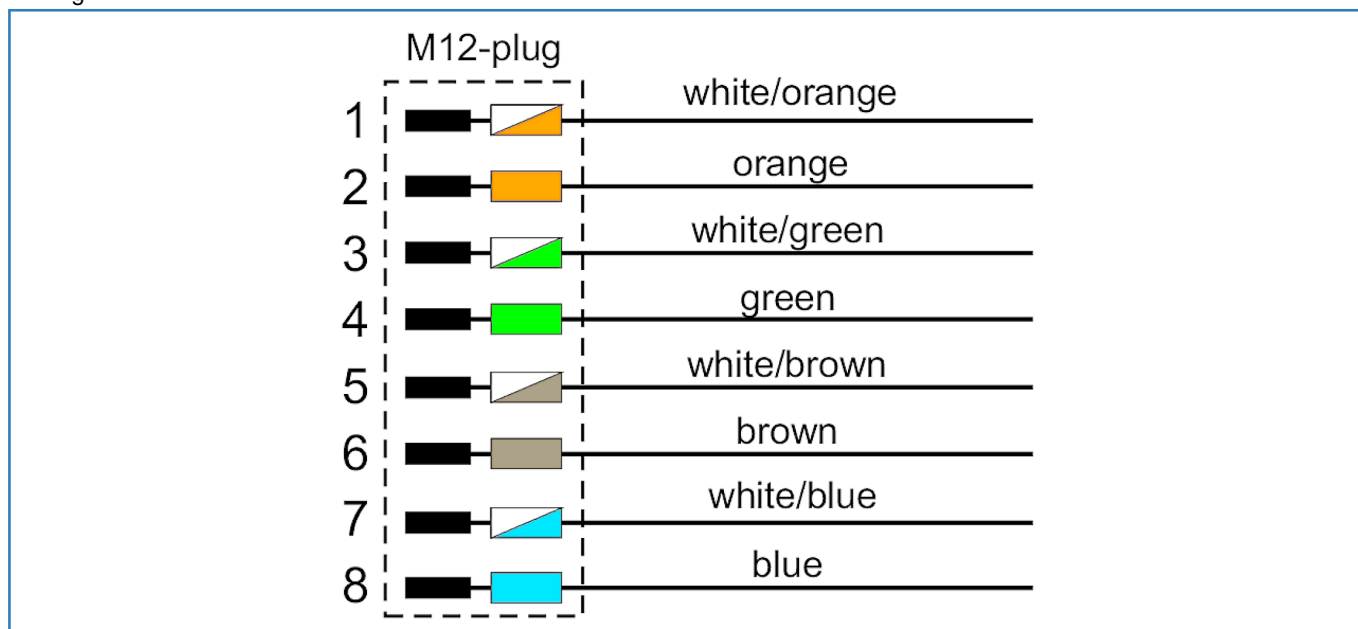 M12-plug
1 white/orange
2 orange
3 white/green
4 green
5 white/brown
6 brown
7 white/blue
8 blue